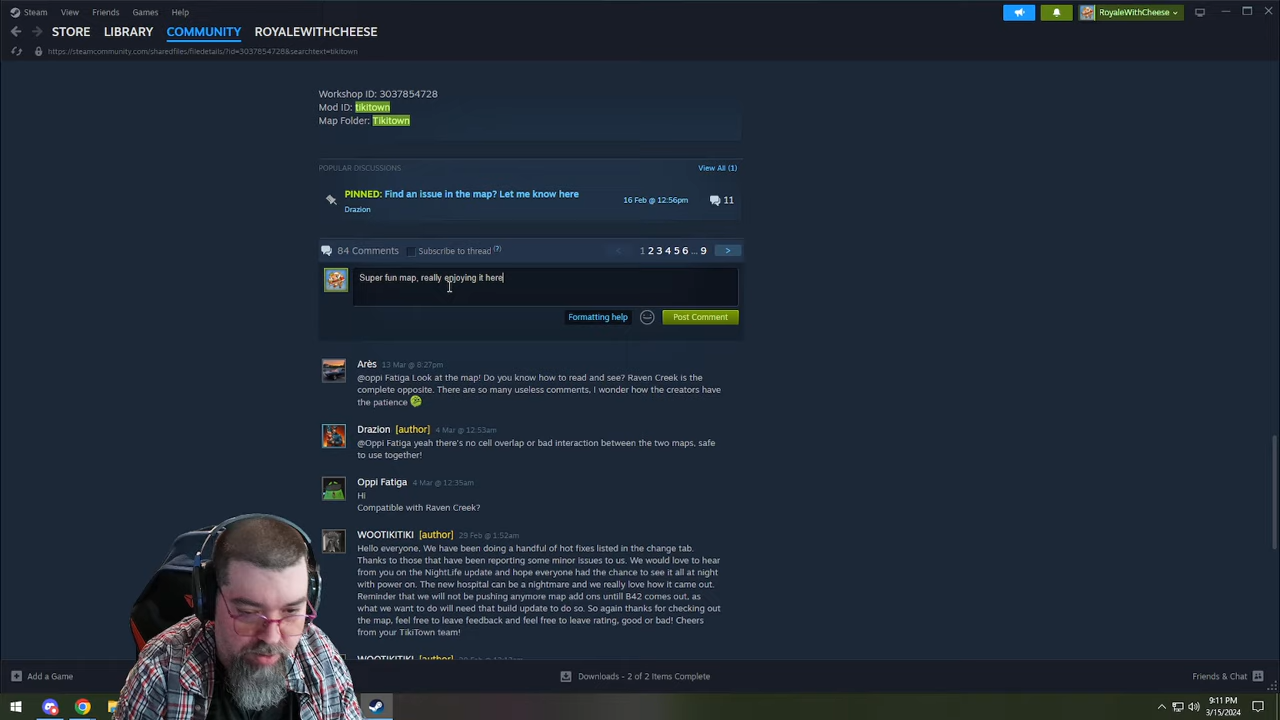 Steam View Friends Games Help RoyaleWithCheese
STORE LIBRARY COMMUNITY ROYALEWITHCHEESE
https://steamcommunity.com/sharedfiles/filedetails/?id=3037854728&searchtext=tikitown
Workshop ID: 3037854728
Mod ID: tikitown
Map Folder: Tikitown
POPULAR DISCUSSIONS View All (1)
PINNED: Find an issue in the map? Let me know here 16 Feb @ 12:56pm 11
Drazion
84 Comments Subscribe to thread (?) < 1 2 3 4 5 6 ... 9 >
Super fun map, really enjoying it here
Formatting help Post Comment
Arès 13 Mar @ 8:27pm
@oppi Fatiga Look at the map! Do you know how to read and see? Raven Creek is the
complete opposite. There are so many useless comments, I wonder how the creators have
the patience
Drazion [author] 4 Mar @ 12:53am
@Oppi Fatiga yeah there's no cell overlap or bad interaction between the two maps, safe
to use together!
Oppi Fatiga 4 Mar @ 12:35am
Hi
Compatible with Raven Creek?
WOOTIKITIKI [author] 29 Feb @ 1:52am
Hello everyone. We have been doing a handful of hot fixes listed in the change tab.
Thanks to those that have been reporting some minor issues to us. We would love to hear
from you on the NightLife update and hope everyone had the chance to see it all at night
with power on. The new hospital can be a nightmare and we really love how it came out.
Reminder that we will not be pushing anymore map add ons untill B42 comes out, as
what we want to do will need that build update to do so. So again thanks for checking out
the map, feel free to leave feedback and feel free to leave rating, good or bad! Cheers
from your TikiTown team!
WOOTIKITIKI [author]
Add a Game Downloads - 2 of 2 Items Complete Friends & Chat
9:11 PM
3/15/2024